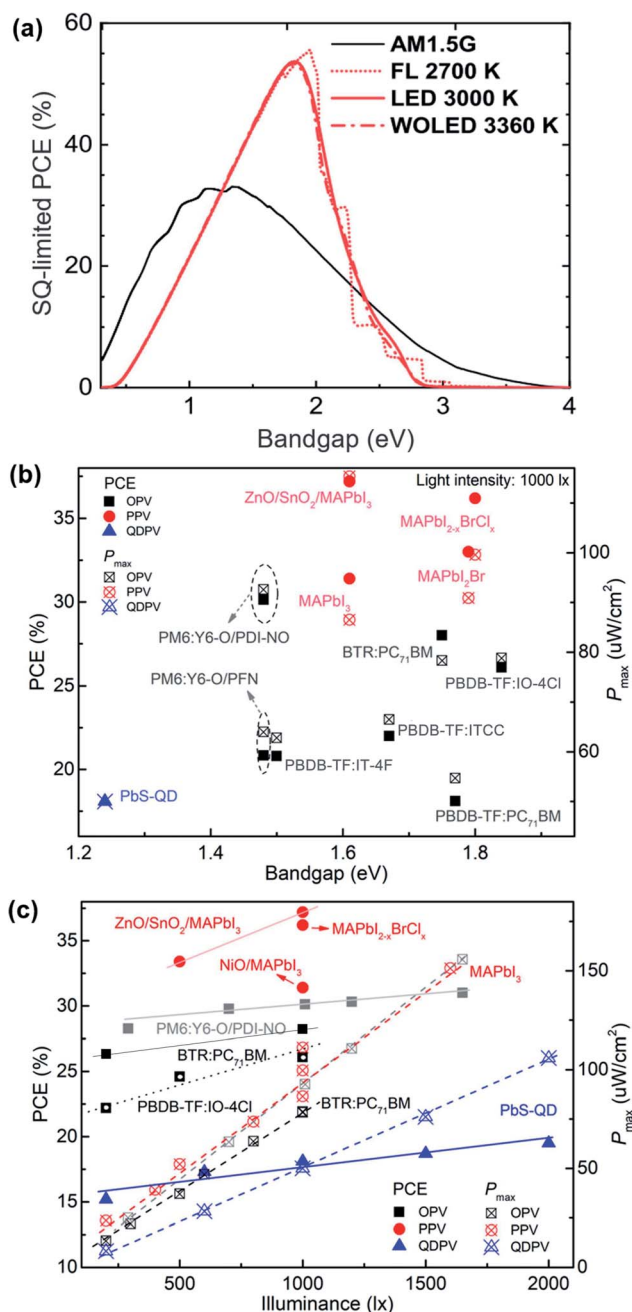 (a)
60
40
20
0
SQ-limited PCE (%)
AM1.5G
FL 2700 K
LED 3000 K
WOLED 3360 K
1
2
3
4
Bandgap (eV)
(b)
PCE
OPV
PPV
QDPV
Pmax
OPV
PPV
QDPV
Light intensity: 1000 lx
ZnO/SnO2/MAPbI3
MAPbI2-xBrClx
MAPbI3
MAPbI2Br
PM6:Y6-O/PDI-NO
BTR:PC71BM
PBDB-TF:IO-4Cl
PM6:Y6-O/PFN
PBDB-TF:ITCC
PBDB-TF:IT-4F
PbS-QD
PBDB-TF:PC71BM
35
30
25
20
PCE (%)
100
80
60
Pmax (uW/cm2)
1.2
1.4
1.6
1.8
Bandgap (eV)
(c)
ZnO/SnO2/MAPbI3
MAPbI2-xBrClx
NiO/MAPbI3
MAPbI3
PM6:Y6-O/PDI-NO
BTR:PC71BM
PBDB-TF:IO-4Cl
BTR:PC71BM
PbS-QD
PCE
OPV
PPV
QDPV
Pmax
OPV
PPV
QDPV
35
30
25
20
15
10
PCE (%)
150
100
50
0
Pmax (uW/cm2)
500
1000
1500
2000
Illuminance (lx)